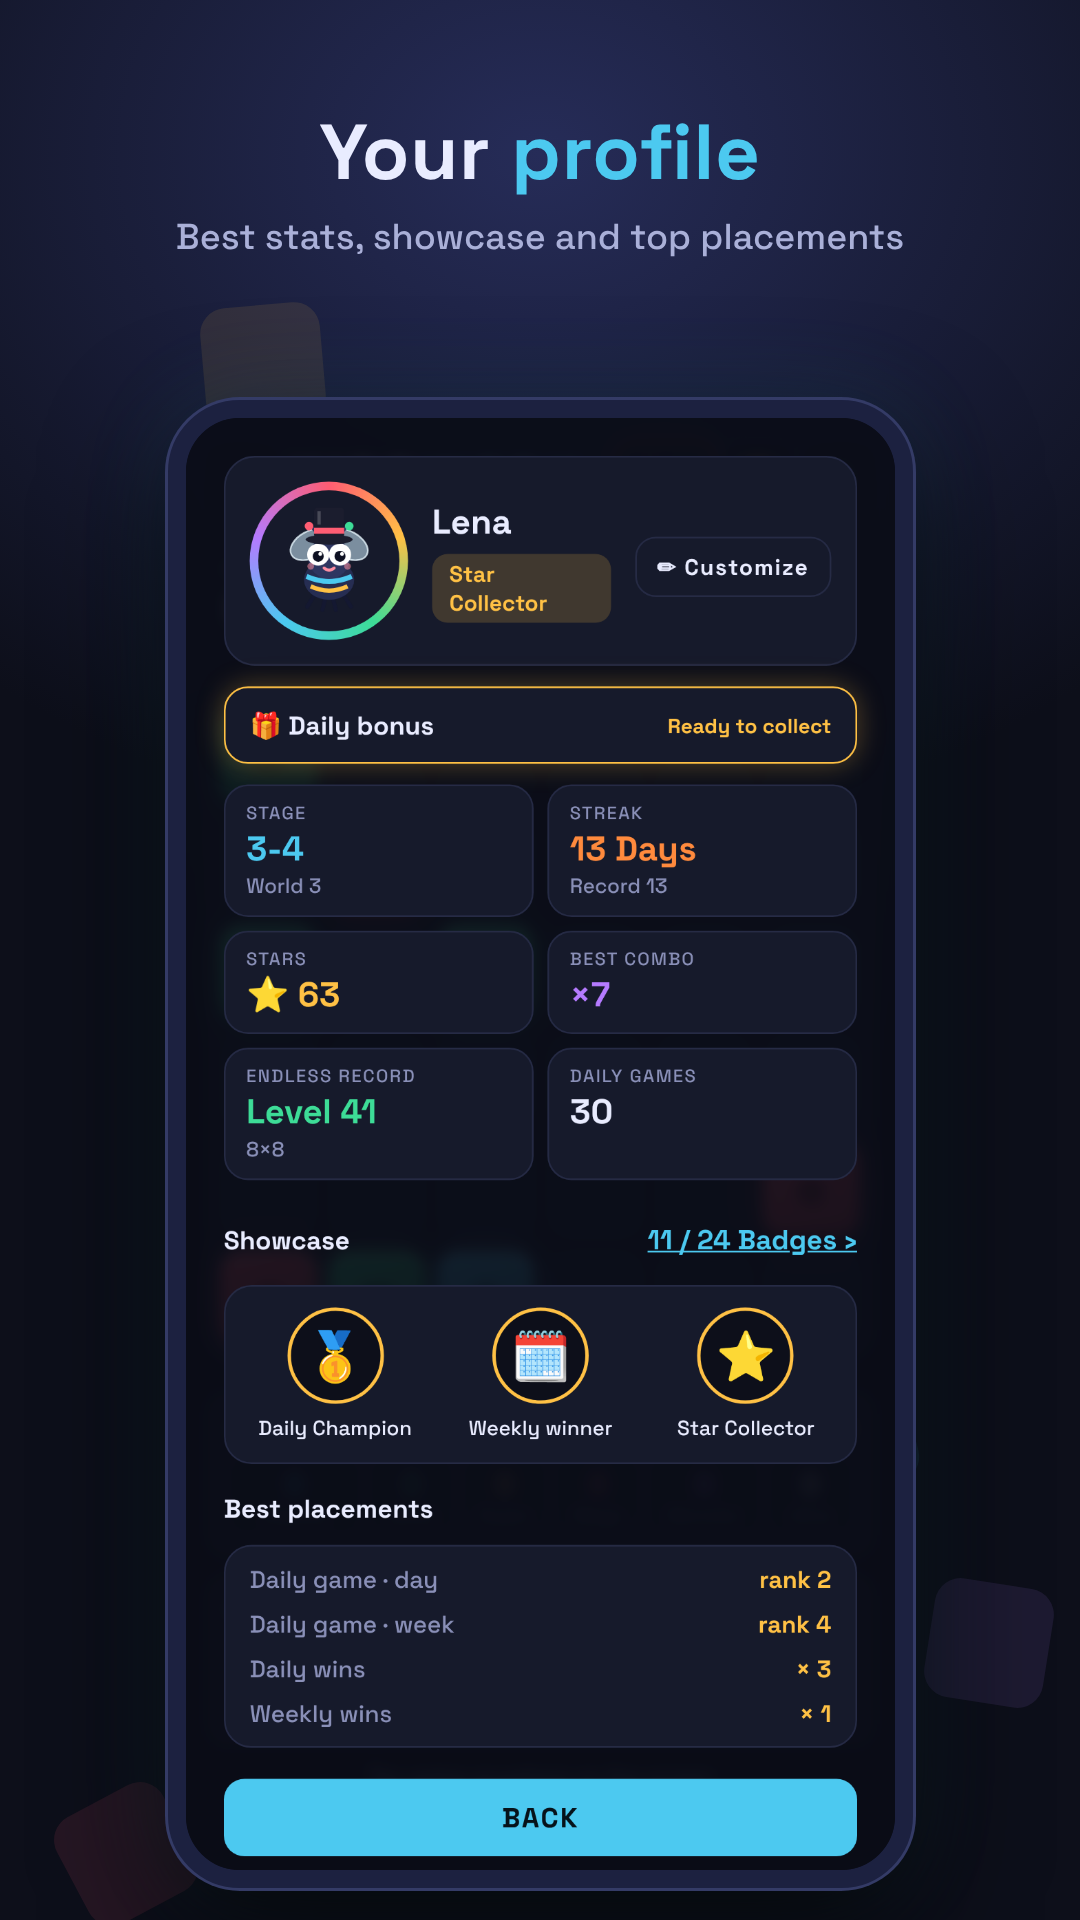 Your profile
Best stats, showcase and top placements
Lena
Star
Collector
✏ Customize
🎁 Daily bonus
Ready to collect
STAGE
3-4
World 3
STREAK
13 Days
Record 13
STARS
⭐ 63
BEST COMBO
×7
ENDLESS RECORD
Level 41
8×8
DAILY GAMES
30
Showcase
11 / 24 Badges >
Daily Champion
Weekly winner
Star Collector
Best placements
Daily game · day
rank 2
Daily game · week
rank 4
Daily wins
× 3
Weekly wins
× 1
BACK